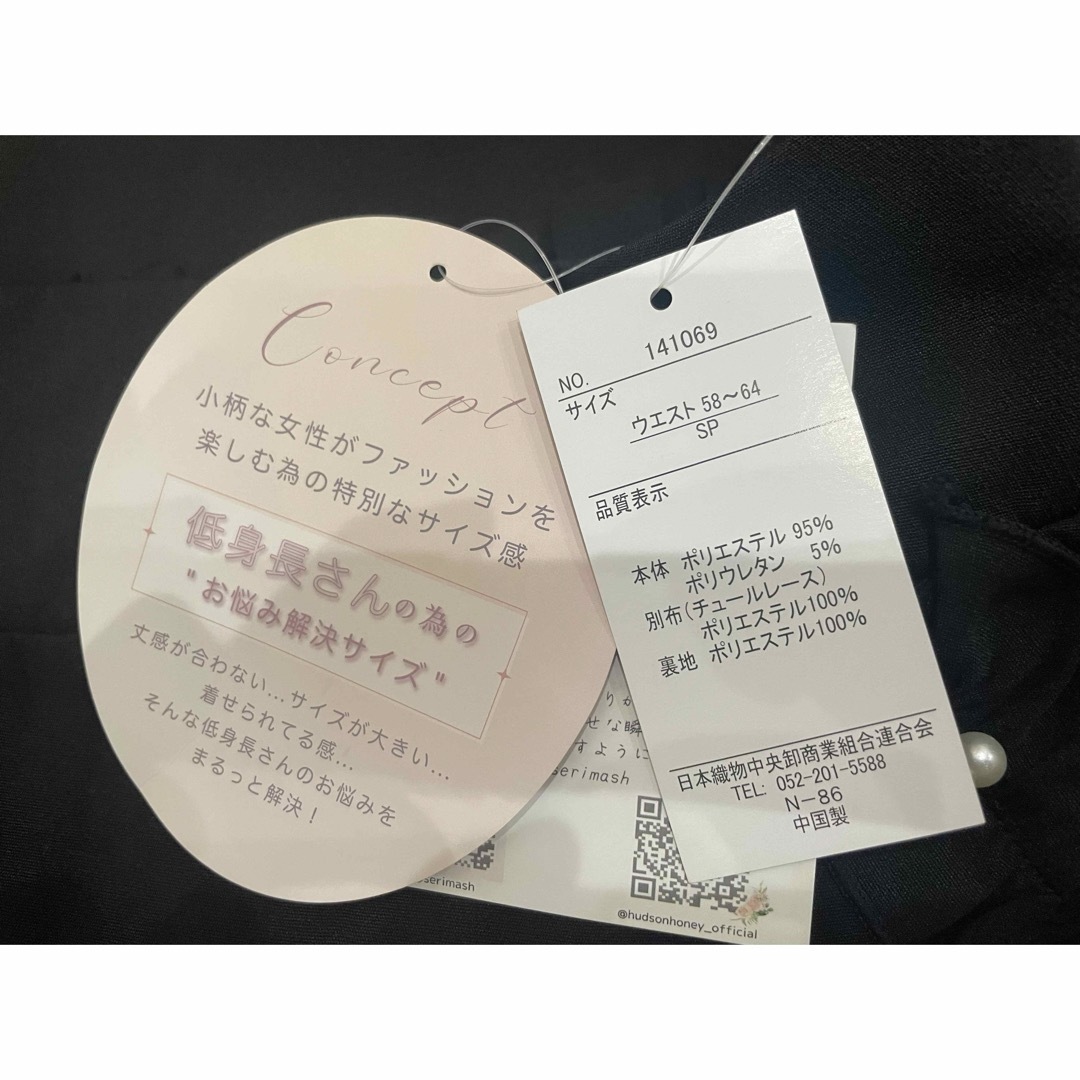 Concept
小柄な女性がファッションを
楽しむ為の特別なサイズ感
低身長さんの為の
"お悩み解決サイズ"
丈感が合わない...サイズが大きい...
着せられてる感...
そんな低身長さんのお悩みを
まるっと解決！
NO. 141069
サイズ
ウエスト 58～64
SP
品質表示
本体 ポリエステル 95%
ポリウレタン 5%
別布(チュールレース)
ポリエステル100%
裏地 ポリエステル100%
日本織物中央卸商業組合連合会
TEL: 052-201-5588
N-86
中国製
せな瞬
すように
serimash
serimash
@hudsonhoney_official